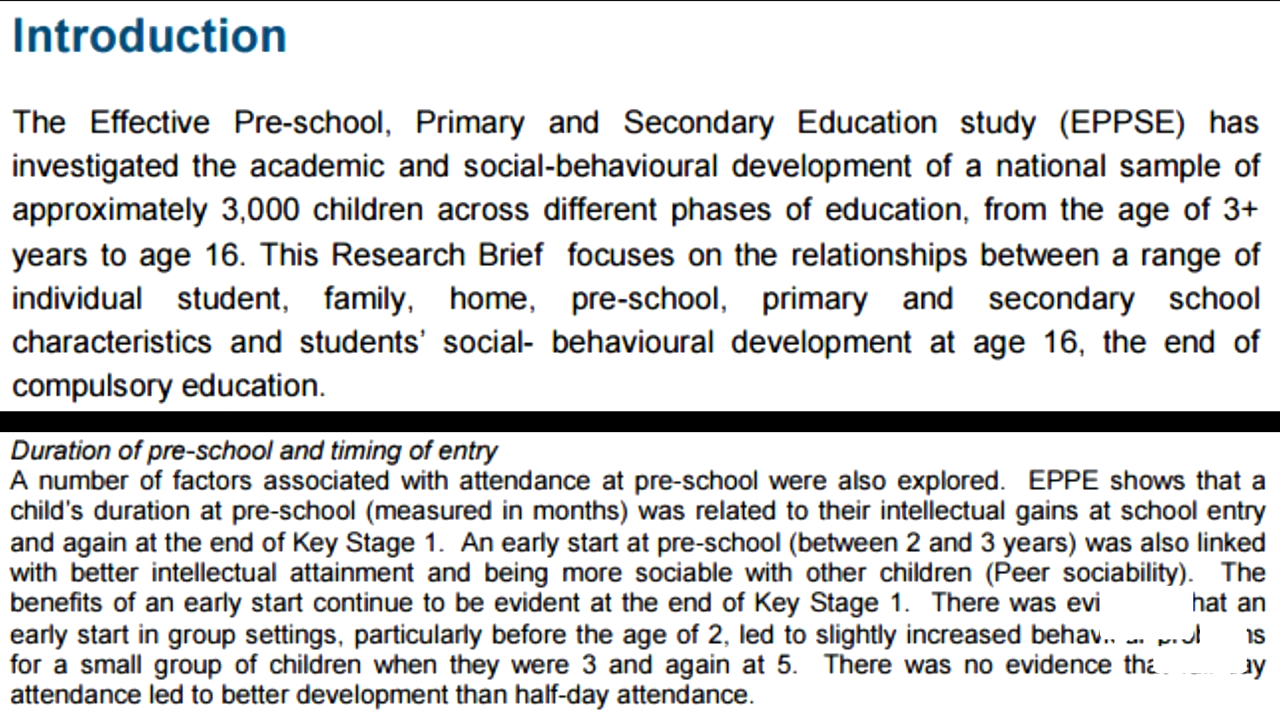 Introduction
The Effective Pre-school, Primary and Secondary Education study (EPPSE) has
investigated the academic and social-behavioural development of a national sample of
approximately 3,000 children across different phases of education, from the age of 3+
years to age 16. This Research Brief focuses on the relationships between a range of
individual student, family, home, pre-school, primary and secondary school
characteristics and students’ social- behavioural development at age 16, the end of
compulsory education.
Duration of pre-school and timing of entry
A number of factors associated with attendance at pre-school were also explored. EPPE shows that a
child's duration at pre-school (measured in months) was related to their intellectual gains at school entry
and again at the end of Key Stage 1. An early start at pre-school (between 2 and 3 years) was also linked
with better intellectual attainment and being more sociable with other children (Peer sociability). The
benefits of an early start continue to be evident at the end of Key Stage 1. There was an
early start in group settings, particularly before the age of 2, led to slightly increased
for a small group of children when they were 3 and again at 5. There was no evidence
attendance led to better development than half-day attendance.